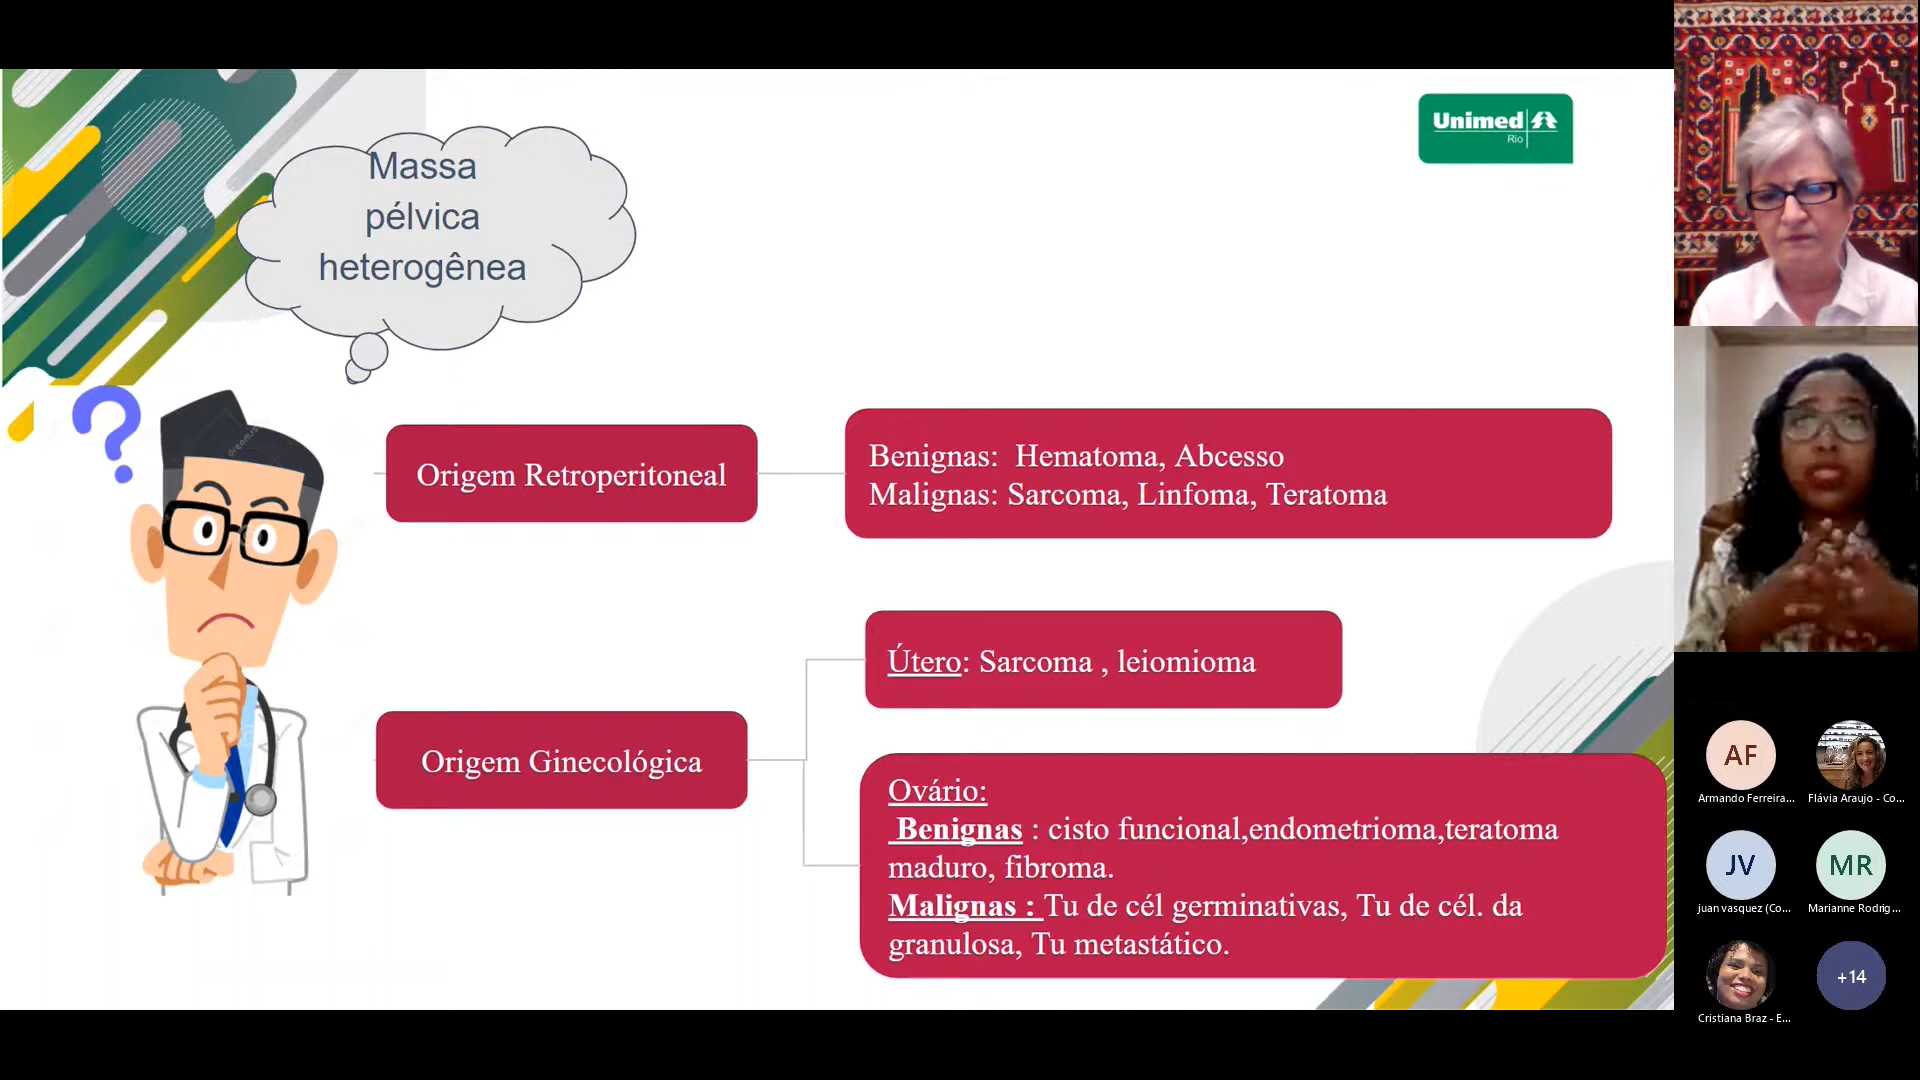 Massa
pélvica
heterogênea
Unimed
Rio
Origem Retroperitoneal
Benignas: Hematoma, Abcesso
Malignas: Sarcoma, Linfoma, Teratoma
Útero: Sarcoma , leiomioma
Origem Ginecológica
Ovário:
Benignas : cisto funcional,endometrioma,teratoma
maduro, fibroma.
Malignas : Tu de cél germinativas, Tu de cél. da
granulosa, Tu metastático.
AF
Armando Ferreira...
Flávia Araujo - Co...
JV
juan vasquez (Co...
MR
Marianne Rodrig...
Cristiana Braz - E...
+14